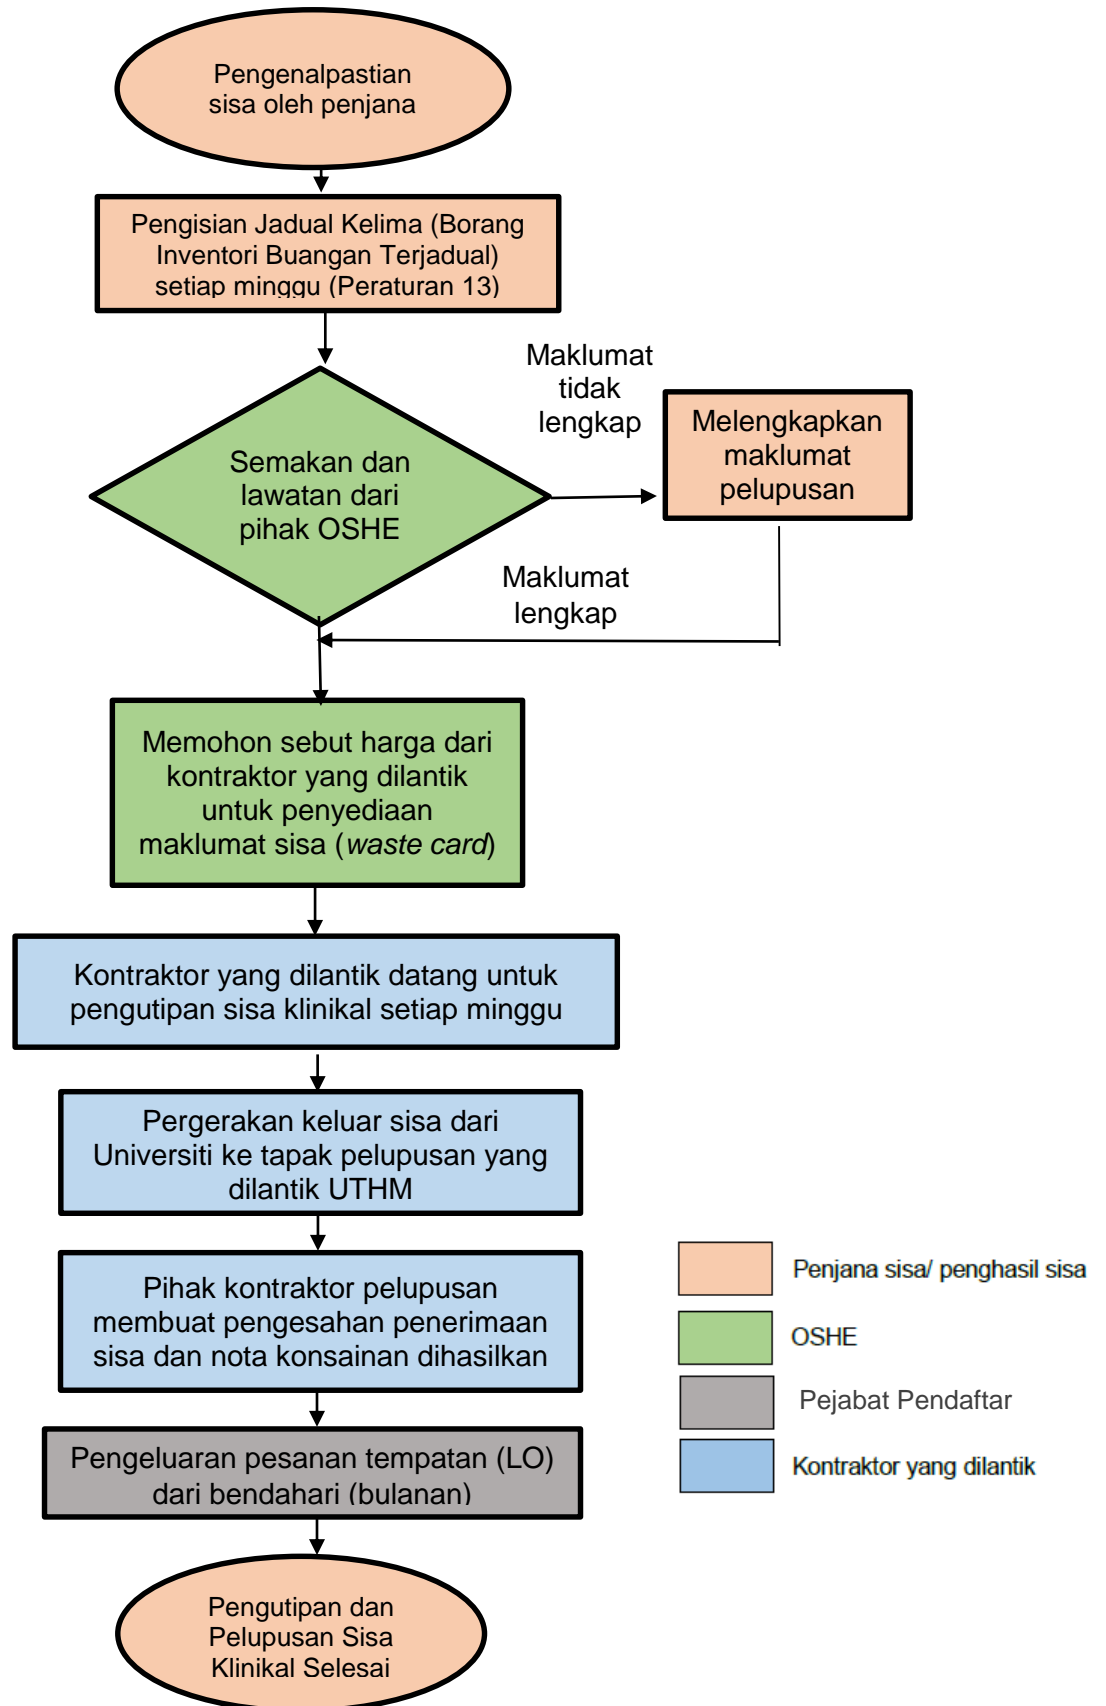 Pengenalpastian
sisa oleh penjana
Pengisian Jadual Kelima (Borang
Inventori Buangan Terjadual)
setiap minggu (Peraturan 13)
Maklumat
tidak
lengkap
Melengkapkan
maklumat
pelupusan
Semakan dan
lawatan dari
pihak OSHE
Maklumat
lengkap
Memohon sebut harga dari
kontraktor yang dilantik
untuk penyediaan
maklumat sisa (waste card)
Kontraktor yang dilantik datang untuk
pengutipan sisa klinikal setiap minggu
Pergerakan keluar sisa dari
Universiti ke tapak pelupusan yang
dilantik UTHM
Pihak kontraktor pelupusan
membuat pengesahan penerimaan
sisa dan nota konsainan dihasilkan
Pengeluaran pesanan tempatan (LO)
dari bendahari (bulanan)
Pengutipan dan
Pelupusan Sisa
Klinikal Selesai
Penjana sisa/ penghasil sisa
OSHE
Pejabat Pendaftar
Kontraktor yang dilantik